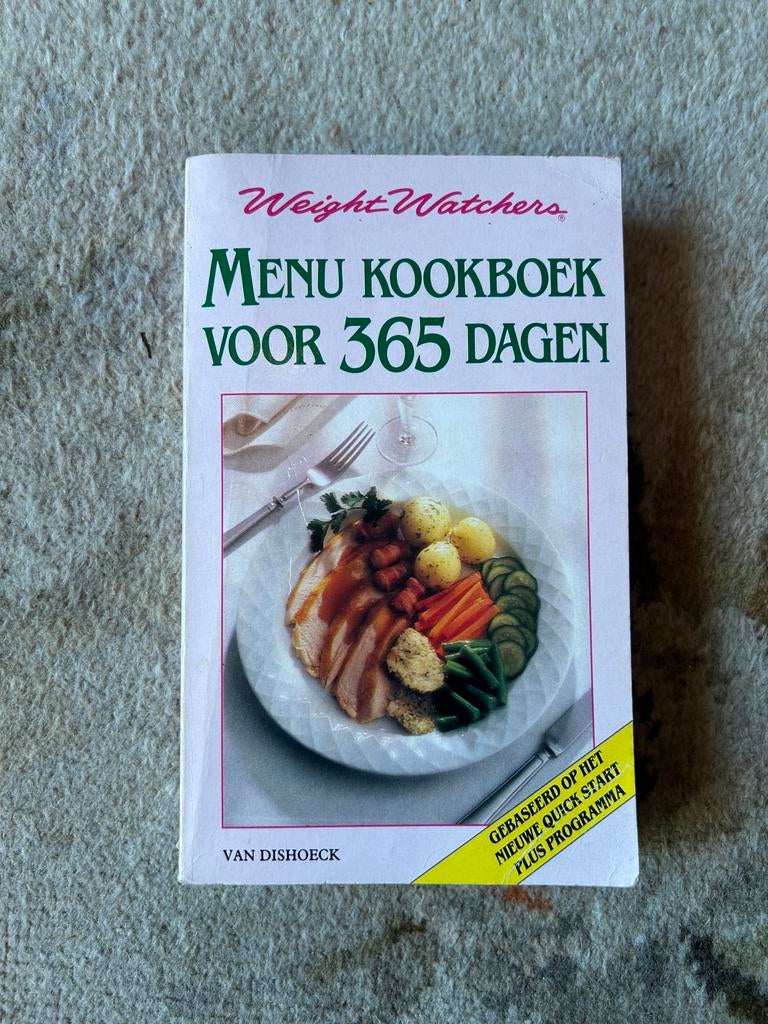 Weight Watchers®
MENU KOOKBOEK
VOOR 365 DAGEN
GEBASEERD OP HET
NIEUWE QUICK START
PLUS PROGRAMMA
VAN DISHOECK